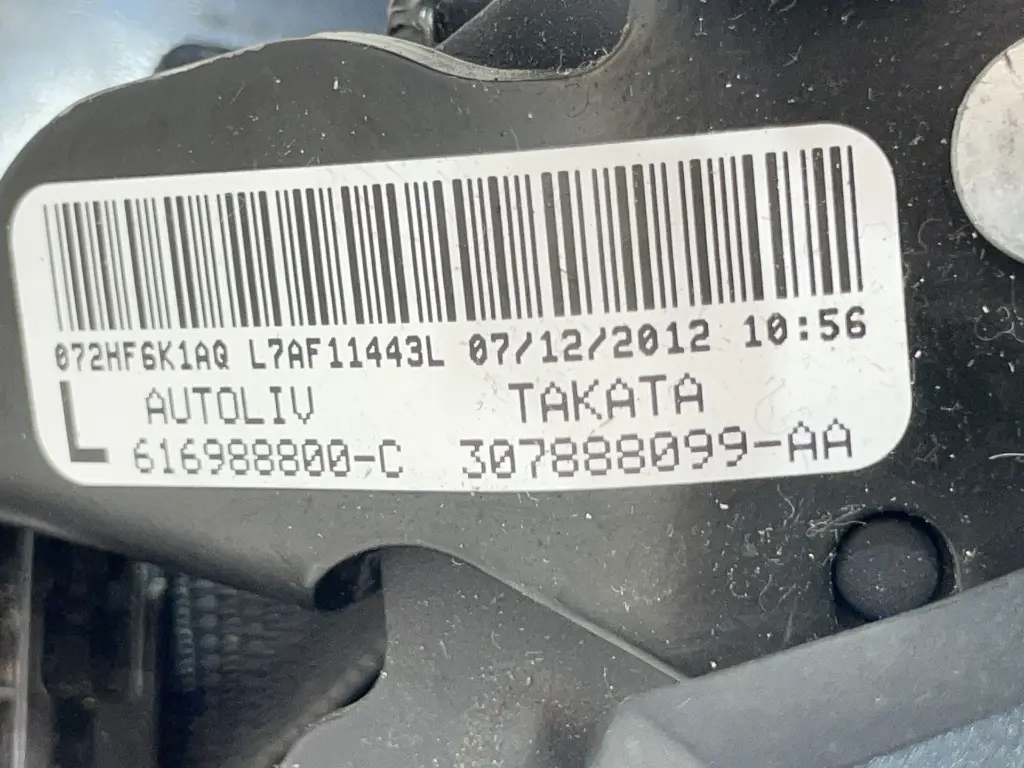 072HF6K1AQ L7AF11443L 07/12/2012 10:56
L AUTOLIV TAKATA
616988800-C 307888099-AA